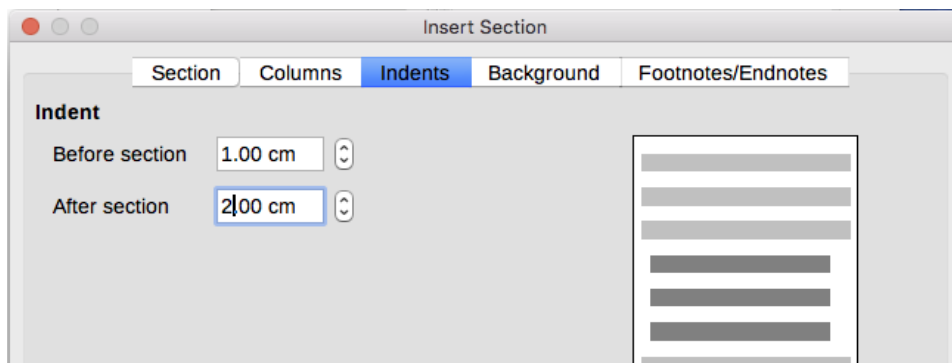 Insert Section
Section Columns Indents Background Footnotes/Endnotes
Indent
Before section 1.00 cm
After section 2.00 cm